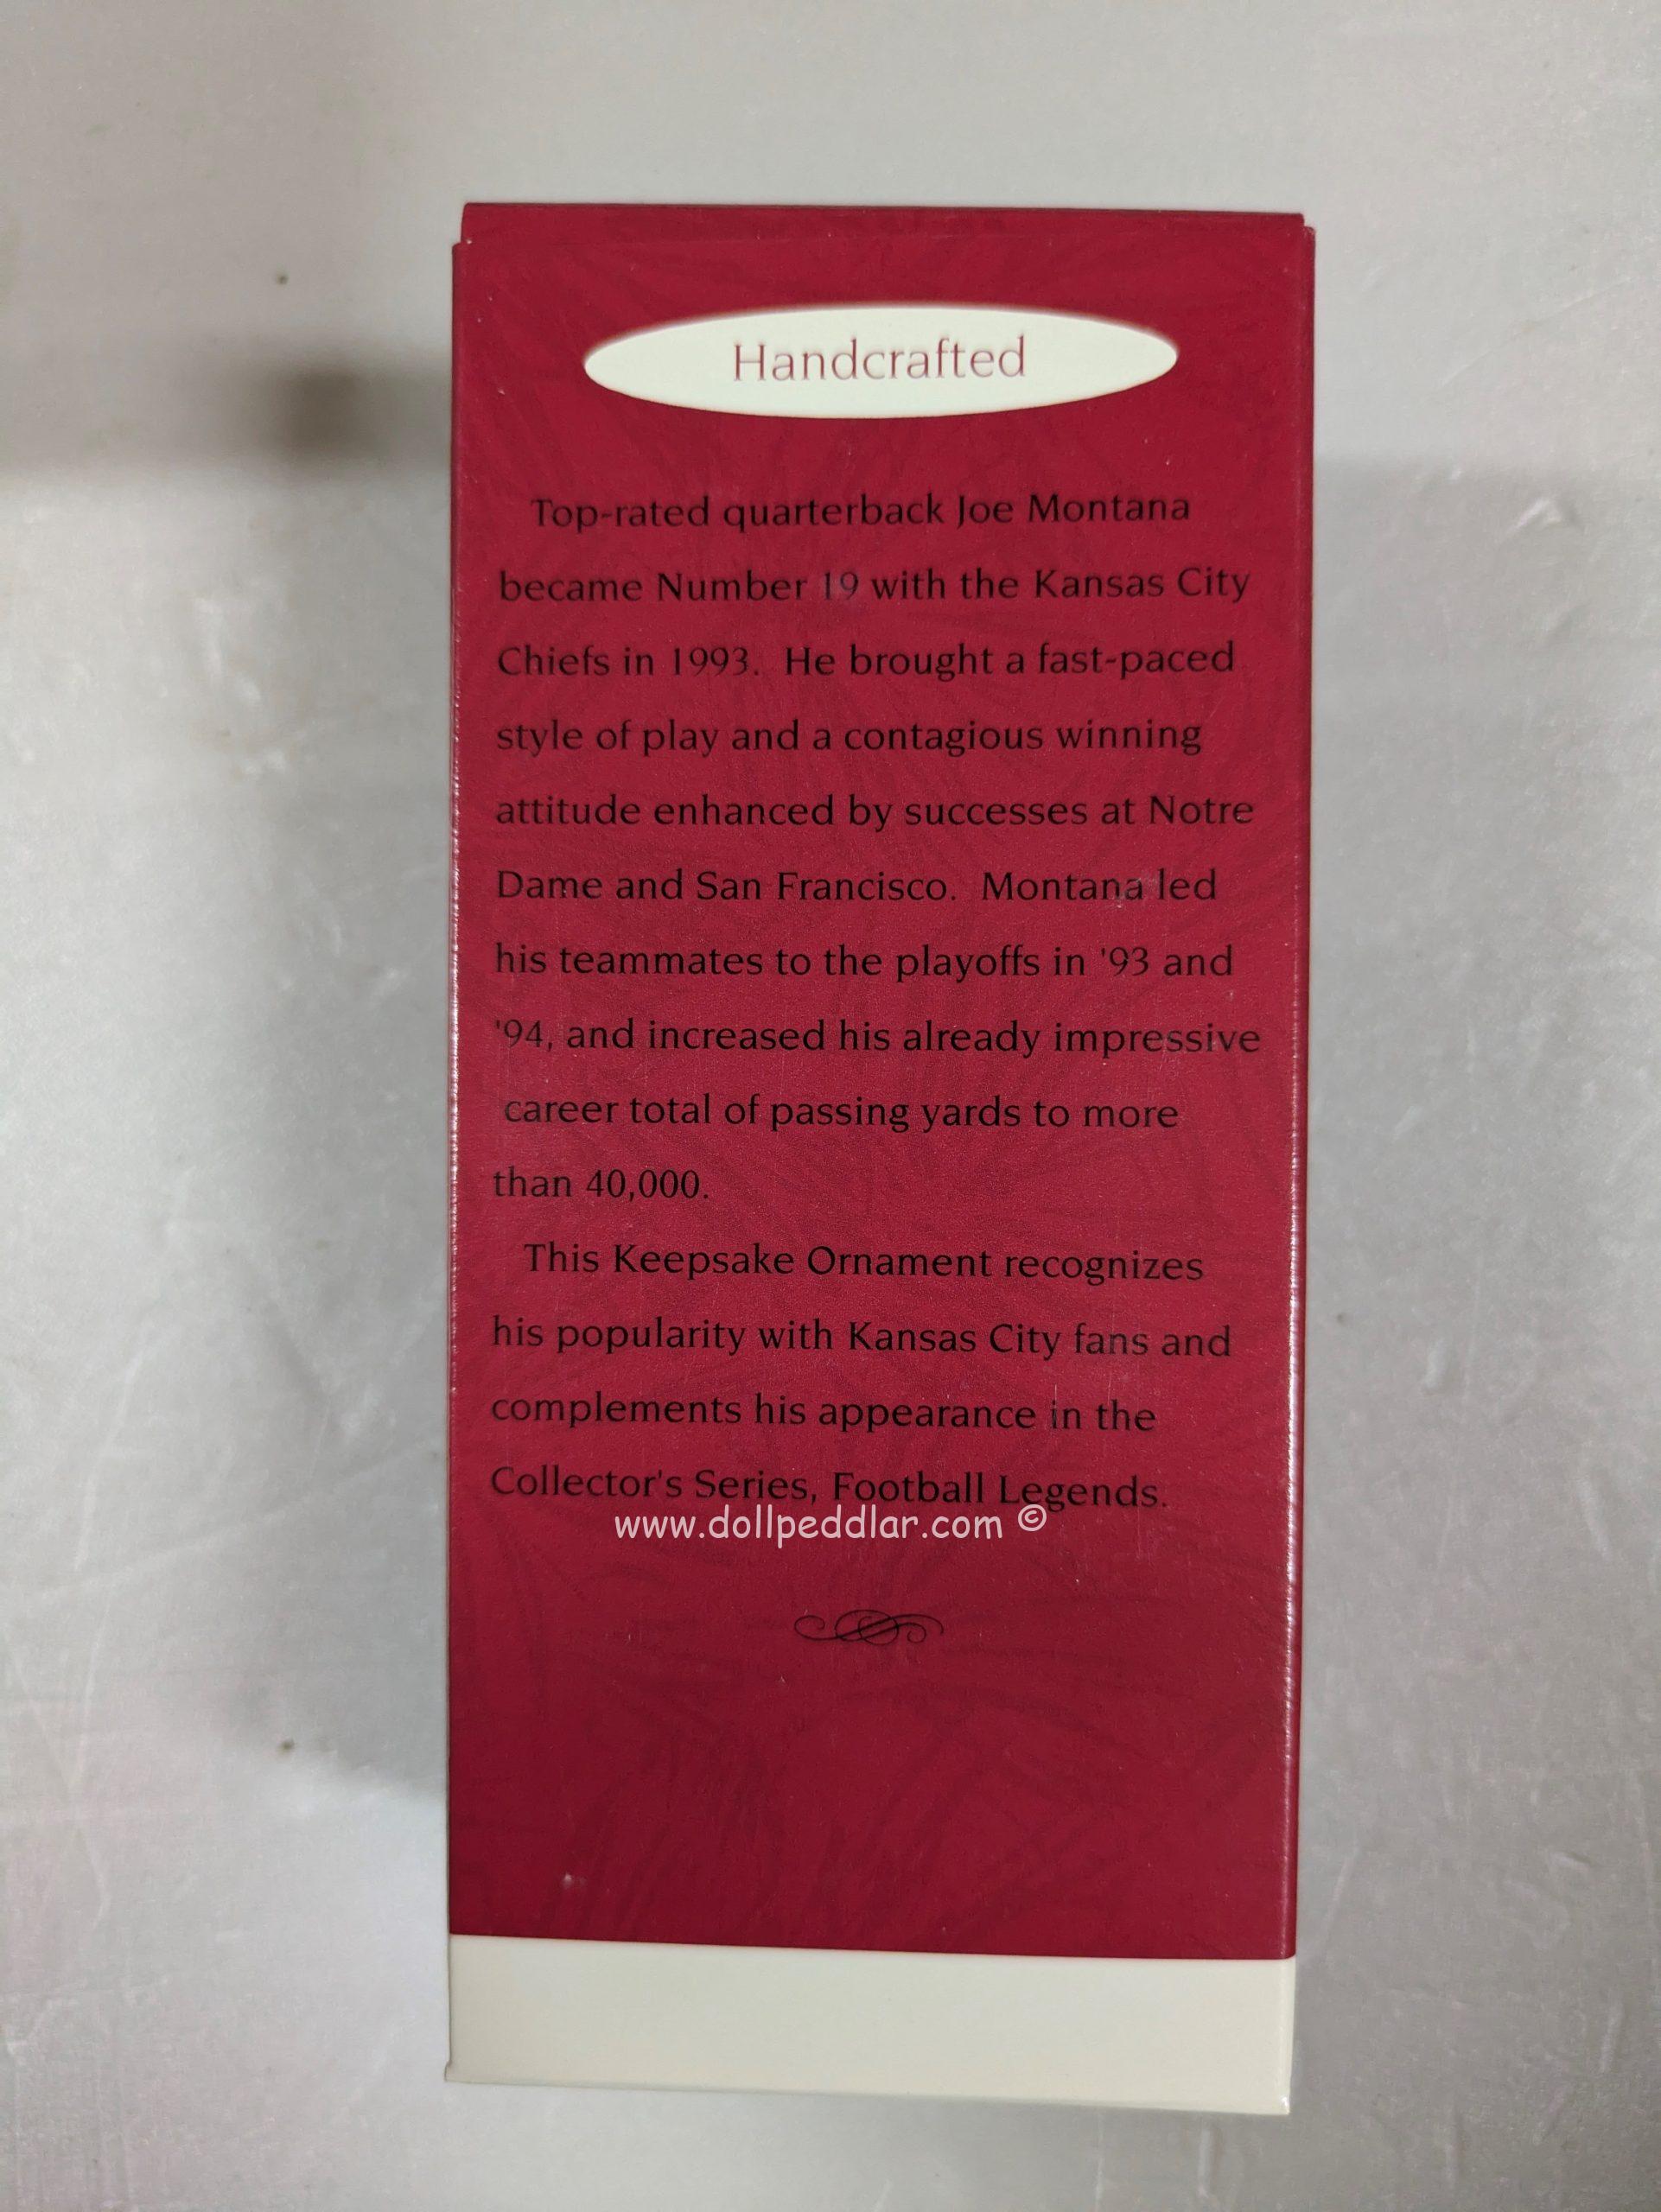 Handcrafted
Top-rated quarterback Joe Montana
became Number 19 with the Kansas City
Chiefs in 1993. He brought a fast-paced
style of play and a contagious winning
attitude enhanced by successes at Notre
Dame and San Francisco. Montana led
his teammates to the playoffs in '93 and
'94, and increased his already impressive
career total of passing yards to more
than 40,000.
This Keepsake Ornament recognizes
his popularity with Kansas City fans and
complements his appearance in the
Collector's Series, Football Legends.
www.dollpeddlar.com ©